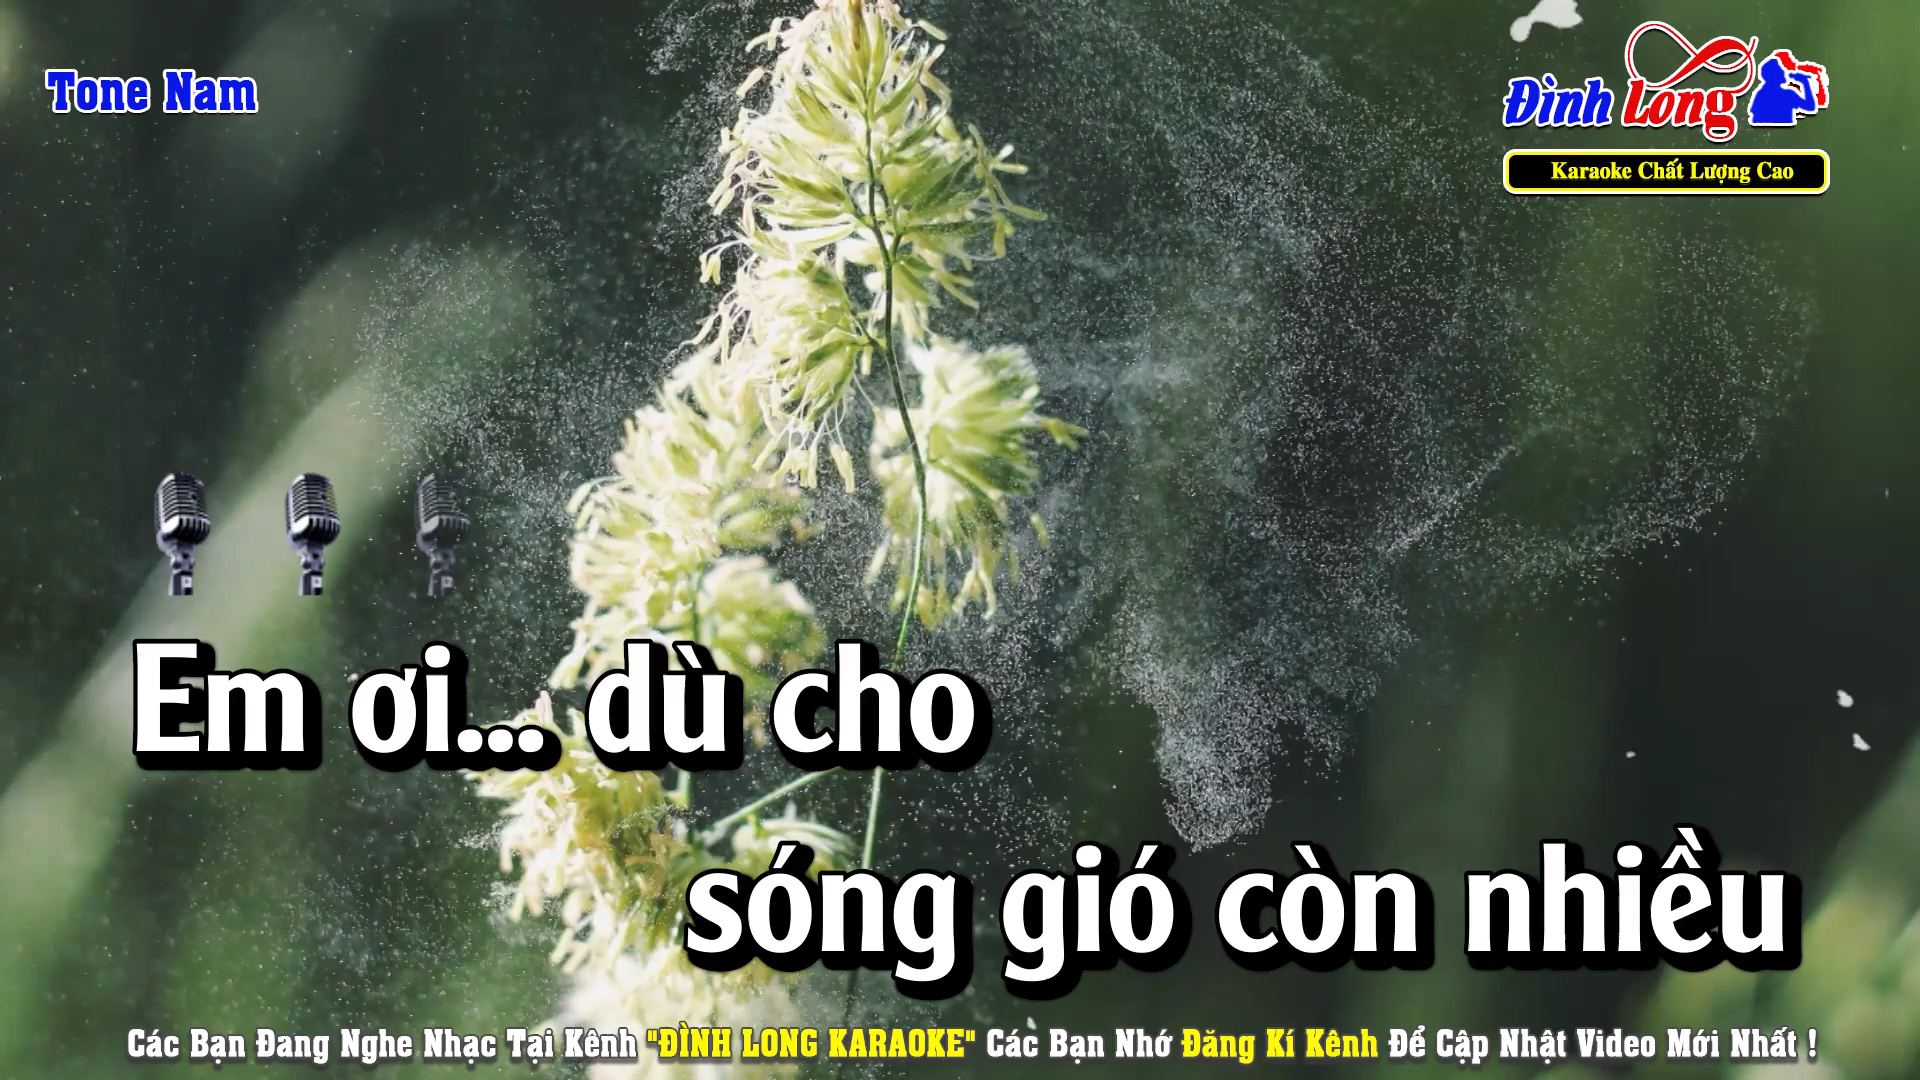 Tone Nam
Đình Long
Karaoke Chất Lượng Cao
Em ơi... dù cho
sóng gió còn nhiều
Các Bạn Đang Nghe Nhạc Tại Kênh "ĐÌNH LONG KARAOKE" Các Bạn Nhớ Đăng Kí Kênh Để Cập Nhật Video Mới Nhất !